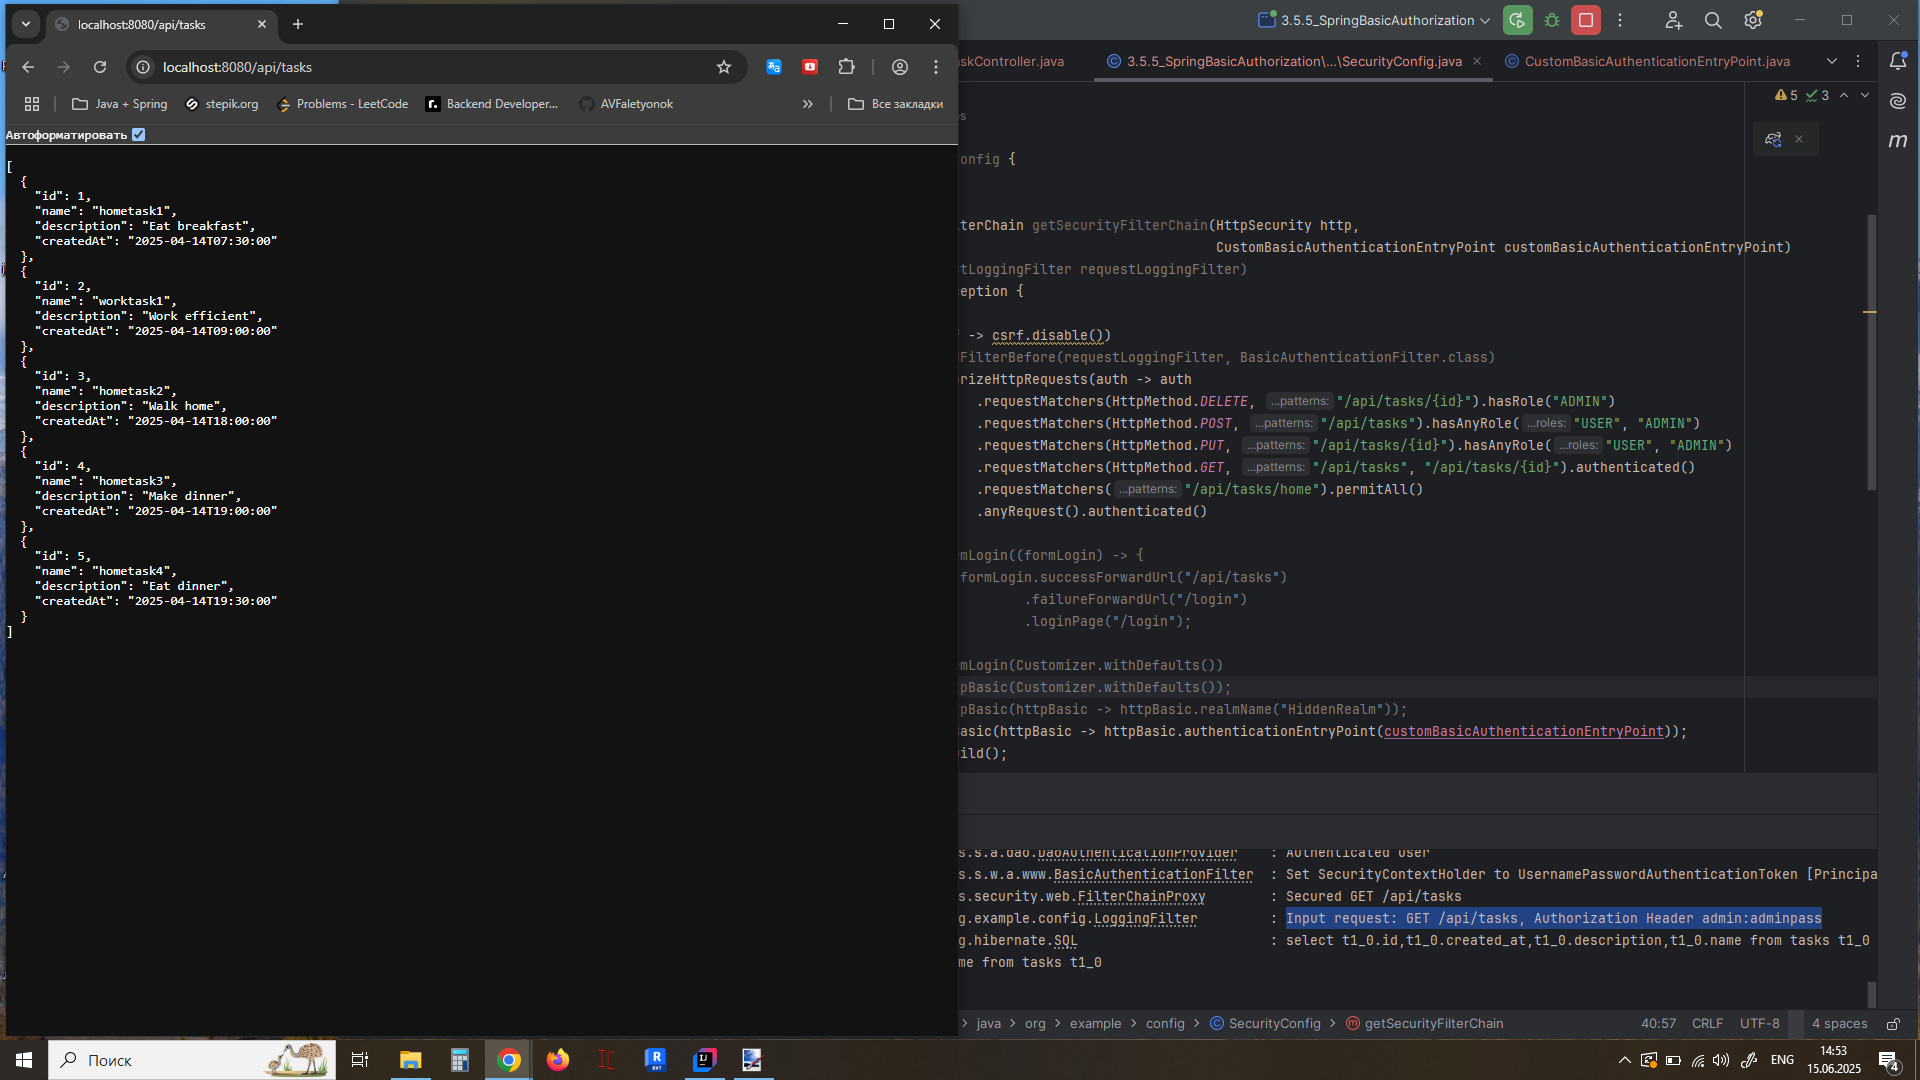 localhost:8080/api/tasks
localhost:8080/api/tasks
Java + Spring
stepik.org
Problems - LeetCode
Backend Developer...
AVFaletyonok
»
Все закладки
Автоформатировать
[
{
"id": 1,
"name": "hometask1",
"description": "Eat breakfast",
"createdAt": "2025-04-14T07:30:00"
},
{
"id": 2,
"name": "worktask1",
"description": "Work efficient",
"createdAt": "2025-04-14T09:00:00"
},
{
"id": 3,
"name": "hometask2",
"description": "Walk home",
"createdAt": "2025-04-14T18:00:00"
},
{
"id": 4,
"name": "hometask3",
"description": "Make dinner",
"createdAt": "2025-04-14T19:00:00"
},
{
"id": 5,
"name": "hometask4",
"description": "Eat dinner",
"createdAt": "2025-04-14T19:30:00"
}
]
3.5.5_SpringBasicAuthorization
skController.java
3.5.5_SpringBasicAuthorization\...\SecurityConfig.java
CustomBasicAuthenticationEntryPoint.java
5 3
es
onfig {
terChain getSecurityFilterChain(HttpSecurity http,
CustomBasicAuthenticationEntryPoint customBasicAuthenticationEntryPoint)
tLoggingFilter requestLoggingFilter)
eption {
-> csrf.disable())
FilterBefore(requestLoggingFilter, BasicAuthenticationFilter.class)
rizeHttpRequests(auth -> auth
.requestMatchers(HttpMethod.DELETE, ...patterns: "/api/tasks/{id}").hasRole("ADMIN")
.requestMatchers(HttpMethod.POST, ...patterns: "/api/tasks").hasAnyRole( ...roles: "USER", "ADMIN")
.requestMatchers(HttpMethod.PUT, ...patterns: "/api/tasks/{id}").hasAnyRole( ...roles: "USER", "ADMIN")
.requestMatchers(HttpMethod.GET, ...patterns: "/api/tasks", "/api/tasks/{id}").authenticated()
.requestMatchers( ...patterns: "/api/tasks/home").permitAll()
.anyRequest().authenticated()
mLogin((formLogin) -> {
formLogin.successForwardUrl("/api/tasks")
.failureForwardUrl("/login")
.loginPage("/login");
mLogin(Customizer.withDefaults())
pBasic(Customizer.withDefaults());
pBasic(httpBasic -> httpBasic.realmName("HiddenRealm"));
asic(httpBasic -> httpBasic.authenticationEntryPoint(customBasicAuthenticationEntryPoint));
ild();
s.s.a.dao.DaoAuthenticationProvider : Authenticated user
s.s.w.a.www.BasicAuthenticationFilter : Set SecurityContextHolder to UsernamePasswordAuthenticationToken [Principa
s.security.web.FilterChainProxy : Secured GET /api/tasks
g.example.config.LoggingFilter : Input request: GET /api/tasks, Authorization Header admin:adminpass
g.hibernate.SQL : select t1_0.id,t1_0.created_at,t1_0.description,t1_0.name from tasks t1_0
me from tasks t1_0
java > org > example > config > SecurityConfig > getSecurityFilterChain
40:57 CRLF UTF-8 4 spaces
Поиск
ENG
14:53
15.06.2025
4